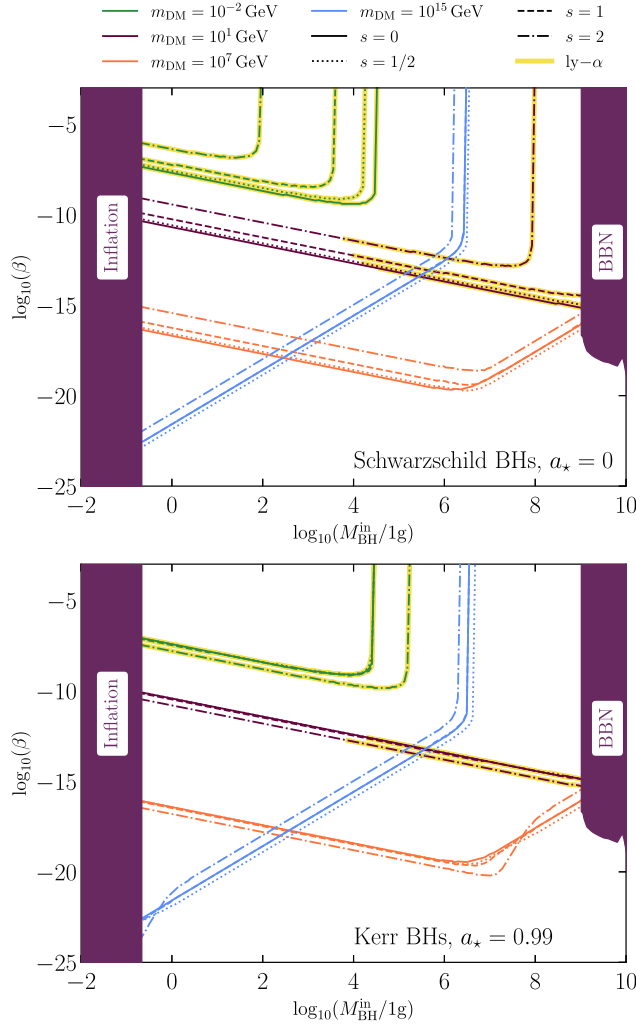 m_DM = 10^−2 GeV m_DM = 10^15 GeV s = 1
m_DM = 10^1 GeV s = 0 s = 2
m_DM = 10^7 GeV s = 1/2 ly−α
−5
−10
−15
−20
−25
log10(β)
Inflation
BBN
Schwarzschild BHs, a⋆ = 0
−2 0 2 4 6 8 10
log10(M_BH^in/1g)
−5
−10
−15
−20
−25
log10(β)
Inflation
BBN
Kerr BHs, a⋆ = 0.99
−2 0 2 4 6 8 10
log10(M_BH^in/1g)